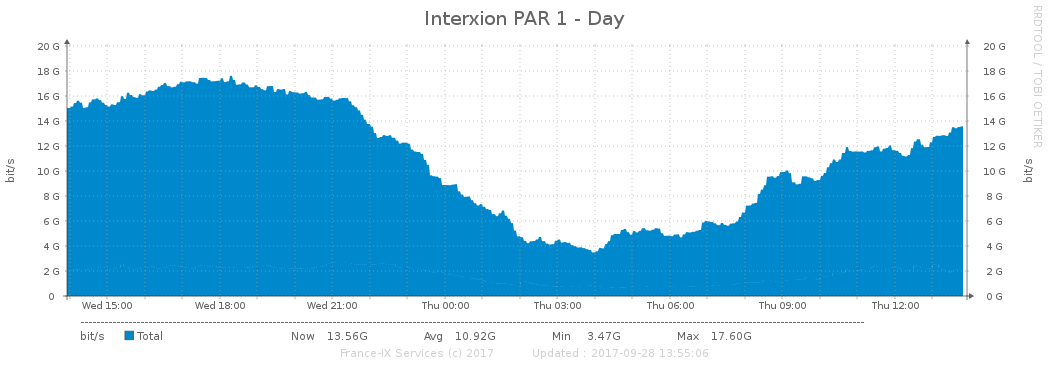 Interxion PAR 1 - Day
RRDTOOL / TOBI OETIKER
20 G 20 G
18 G 18 G
16 G 16 G
14 G 14 G
12 G 12 G
10 G 10 G
8 G 8 G
6 G 6 G
4 G 4 G
2 G 2 G
0 0 G
bit/s
bit/s
Wed 15:00 Wed 18:00 Wed 21:00 Thu 00:00 Thu 03:00 Thu 06:00 Thu 09:00 Thu 12:00
bit/s Total Now 13.56G Avg 10.92G Min 3.47G Max 17.60G
France-IX Services (c) 2017 Updated : 2017-09-28 13:55:06